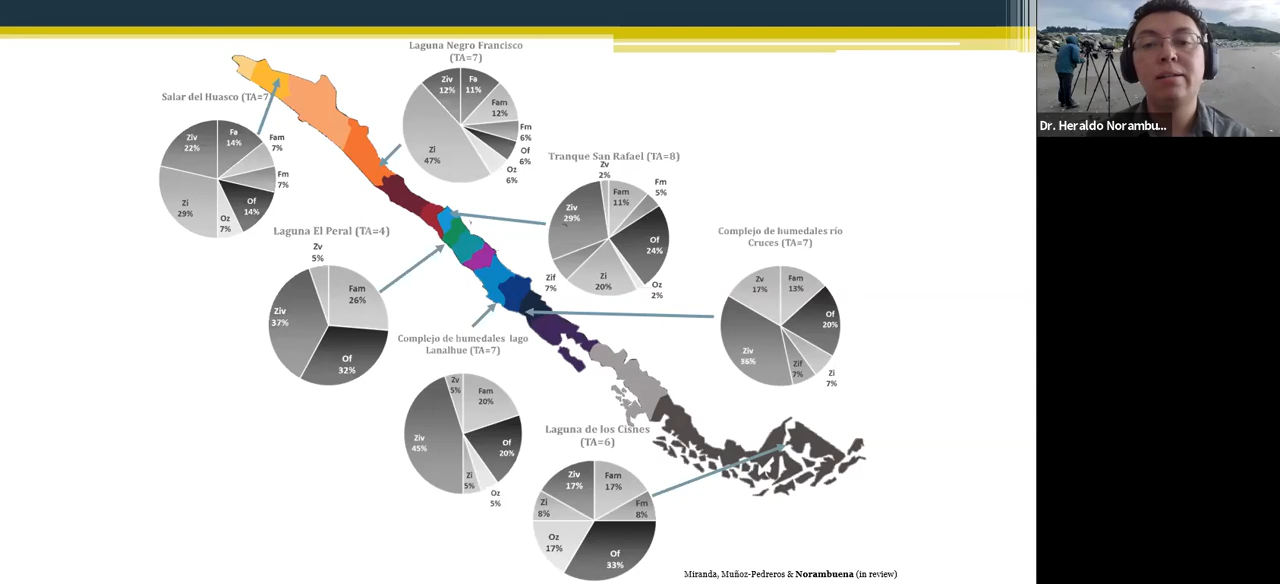 Laguna Negro Francisco
(TA=7)
Ziv
12%
Fa
11%
Fam
12%
Fm
6%
Of
6%
Oz
6%
Zi
47%
Salar del Huasco (TA=7
Ziv
22%
Fa
14%
Fam
7%
Fm
7%
Of
14%
Oz
7%
Zi
29%
Tranque San Rafael (TA=8)
Zv
2%
Fam
11%
Fm
5%
Of
24%
Oz
2%
Zi
20%
Zif
7%
Ziv
29%
Laguna El Peral (TA=4)
Zv
5%
Fam
26%
Of
32%
Ziv
37%
Complejo de humedales río
Cruces (TA=7)
Zv
17%
Fam
13%
Of
20%
Zi
7%
Zif
7%
Ziv
36%
Complejo de humedales lago
Lanalhue (TA=7)
Zv
5%
Fam
20%
Of
20%
Oz
5%
Zi
5%
Ziv
45%
Laguna de los Cisnes
(TA=6)
Ziv
17%
Fam
17%
Fm
8%
Of
33%
Oz
17%
Zi
8%
Miranda, Muñoz-Pedreros & Norambuena (in review)
Dr. Heraldo Norambu...